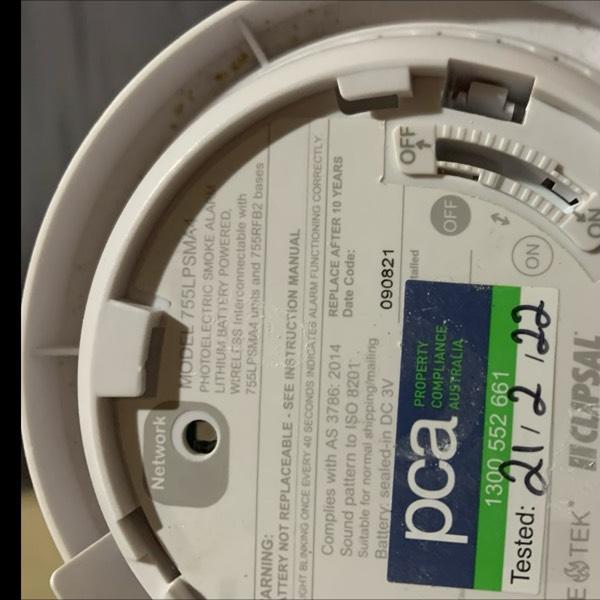 MODEL 755LPSMA4
PHOTOELECTRIC SMOKE ALARM
LITHIUM BATTERY POWERED,
WIRELESS Interconnectable with
755LPSMA4 units and 755RFB2 bases
Network
WARNING:
BATTERY NOT REPLACEABLE - SEE INSTRUCTION MANUAL
LIGHT BLINKING ONCE EVERY 40 SECONDS INDICATES ALARM FUNCTIONING CORRECTLY
Complies with AS 3786: 2014
Sound pattern to ISO 8201
Suitable for normal shipping/mailing
Battery: sealed-in DC 3V
REPLACE AFTER 10 YEARS
Date Code:
090821
talled
OFF
ON
OFF
ON
pca
PROPERTY
COMPLIANCE
AUSTRALIA
1300 552 661
Tested: 21/2/22
CLIPSAL
E TEK